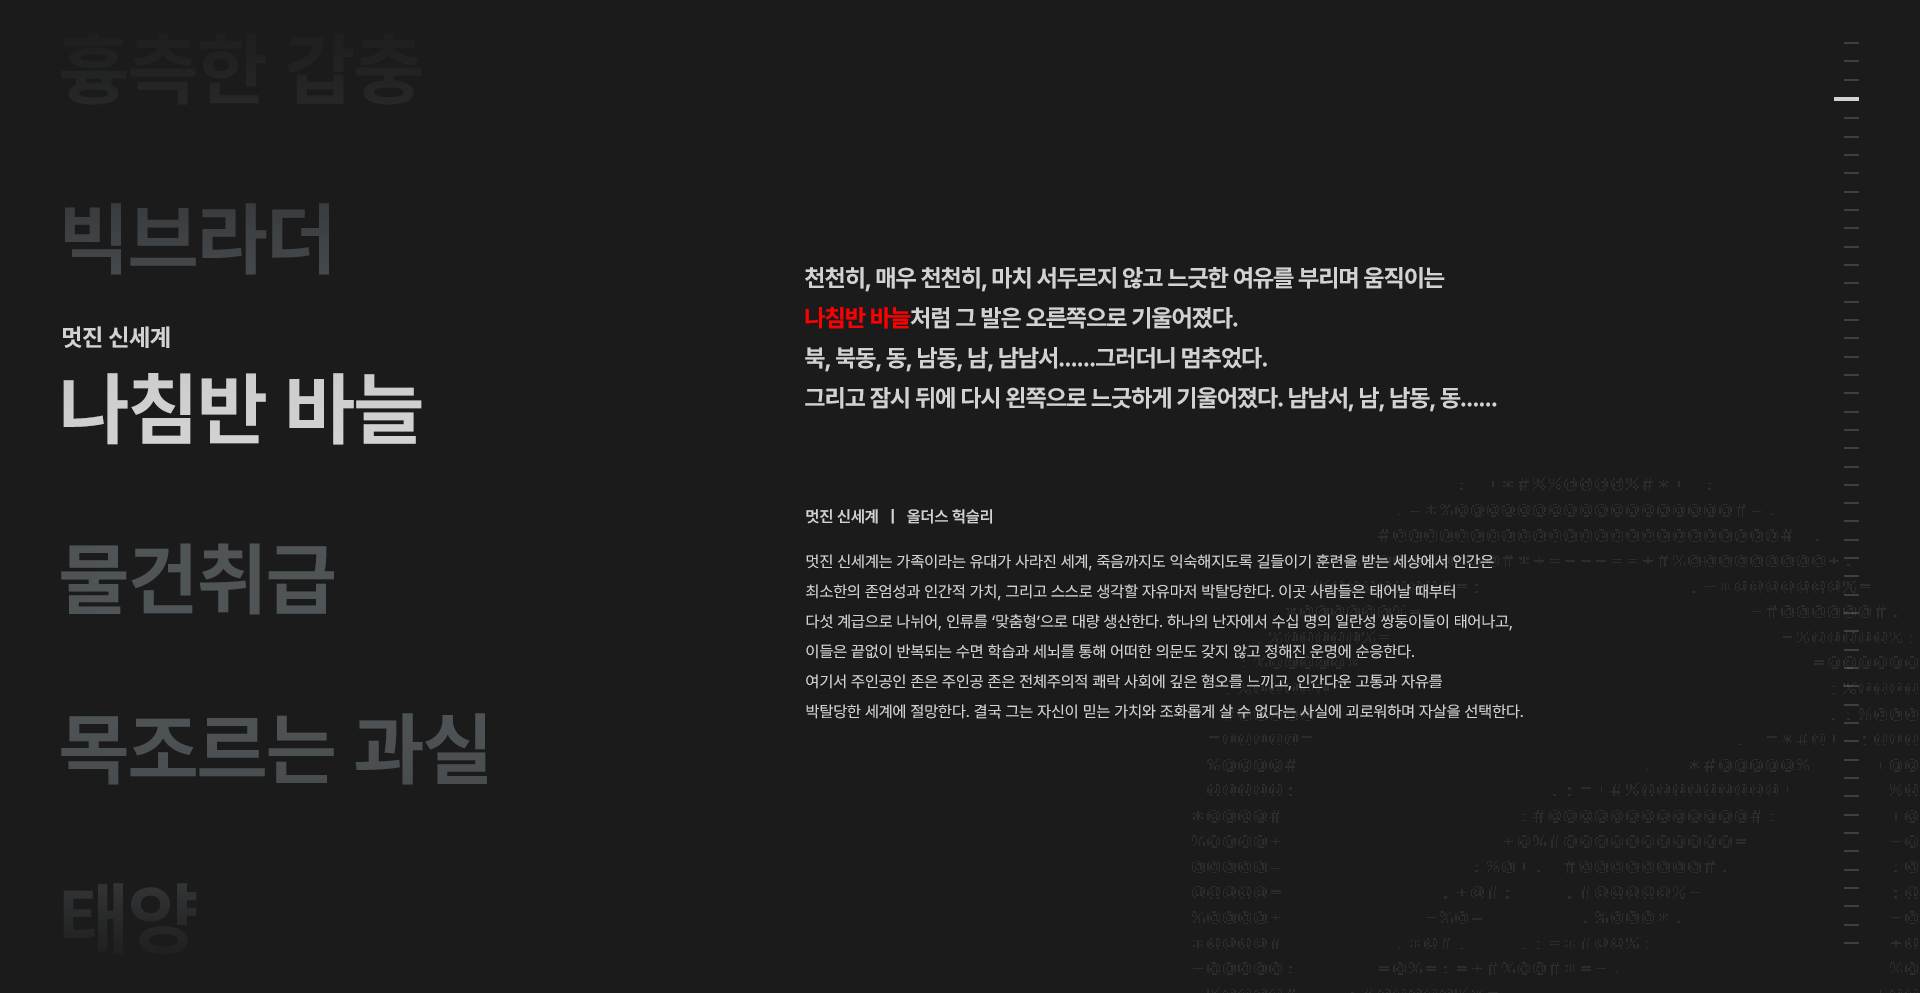 흉측한 갑충
빅브라더
멋진 신세계
나침반 바늘
물건취급
목조르는 과실
태양
천천히, 매우 천천히, 마치 서두르지 않고 느긋한 여유를 부리며 움직이는
나침반 바늘처럼 그 발은 오른쪽으로 기울어졌다.
북, 북동, 동, 남동, 남, 남남서......그러더니 멈추었다.
그리고 잠시 뒤에 다시 왼쪽으로 느긋하게 기울어졌다. 남남서, 남, 남동, 동......
멋진 신세계 | 올더스 헉슬리
멋진 신세계는 가족이라는 유대가 사라진 세계, 죽음까지도 익숙해지도록 길들이기 훈련을 받는 세상에서 인간은
최소한의 존엄성과 인간적 가치, 그리고 스스로 생각할 자유마저 박탈당한다. 이곳 사람들은 태어날 때부터
다섯 계급으로 나뉘어, 인류를 ‘맞춤형’으로 대량 생산한다. 하나의 난자에서 수십 명의 일란성 쌍둥이들이 태어나고,
이들은 끝없이 반복되는 수면 학습과 세뇌를 통해 어떠한 의문도 갖지 않고 정해진 운명에 순응한다.
여기서 주인공인 존은 주인공 존은 전체주의적 쾌락 사회에 깊은 혐오를 느끼고, 인간다운 고통과 자유를
박탈당한 세계에 절망한다. 결국 그는 자신이 믿는 가치와 조화롭게 살 수 없다는 사실에 괴로워하며 자살을 선택한다.